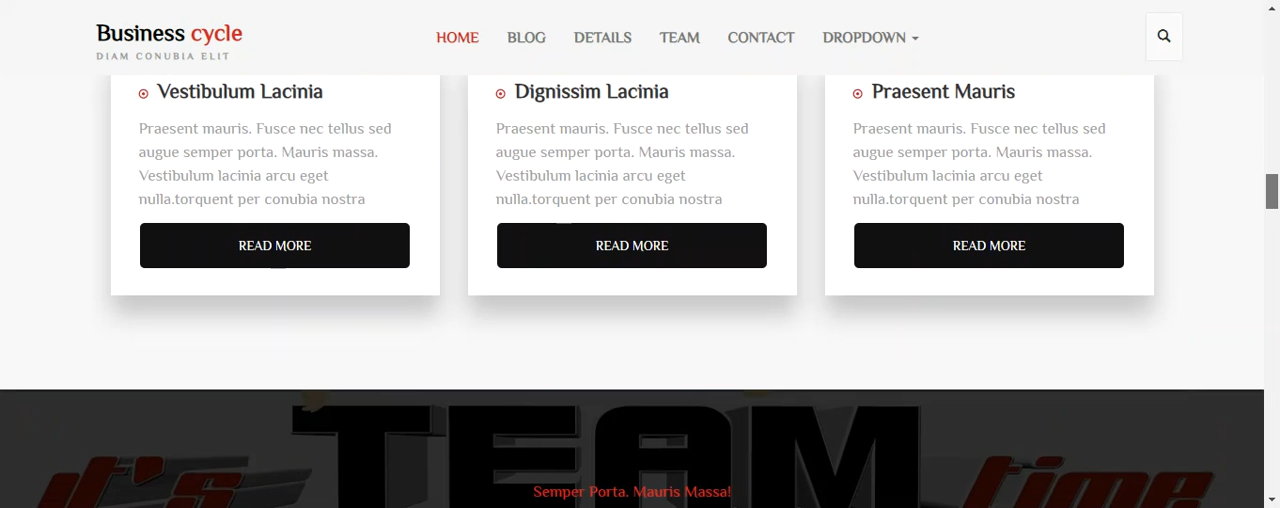 Business cycle
DIAM CONUBIA ELIT
HOME BLOG DETAILS TEAM CONTACT DROPDOWN
Vestibulum Lacinia
Praesent mauris. Fusce nec tellus sed
augue semper porta. Mauris massa.
Vestibulum lacinia arcu eget
nulla.torquent per conubia nostra
READ MORE
Dignissim Lacinia
Praesent mauris. Fusce nec tellus sed
augue semper porta. Mauris massa.
Vestibulum lacinia arcu eget
nulla.torquent per conubia nostra
READ MORE
Praesent Mauris
Praesent mauris. Fusce nec tellus sed
augue semper porta. Mauris massa.
Vestibulum lacinia arcu eget
nulla.torquent per conubia nostra
READ MORE
it's TEAM time
Semper Porta. Mauris Massa!